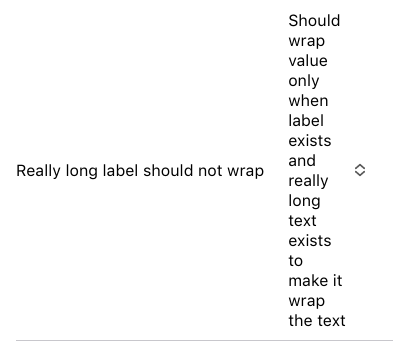 Really long label should not wrap
Should
wrap
value
only
when
label
exists
and
really
long
text
exists
to
make it
wrap
the text